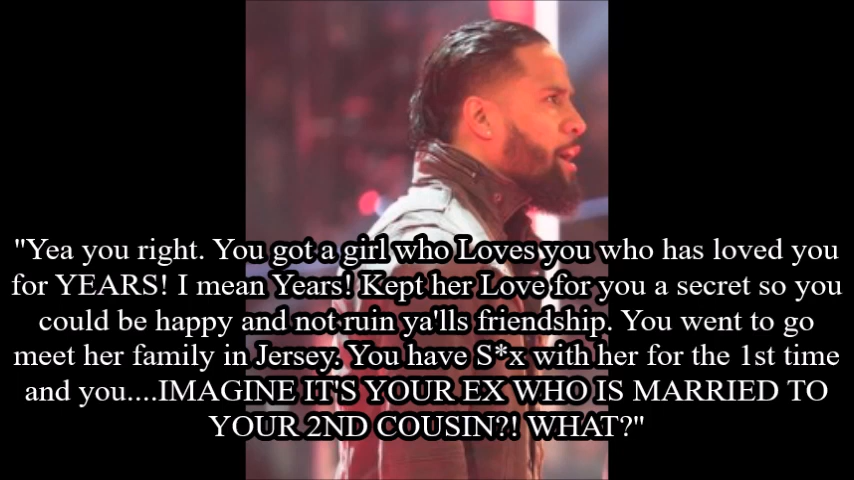 "Yea you right. You got a girl who Loves you who has loved you
for YEARS! I mean Years! Kept her Love for you a secret so you
could be happy and not ruin ya'lls friendship. You went to go
meet her family in Jersey. You have S*x with her for the 1st time
and you....IMAGINE IT'S YOUR EX WHO IS MARRIED TO
YOUR 2ND COUSIN?! WHAT?"